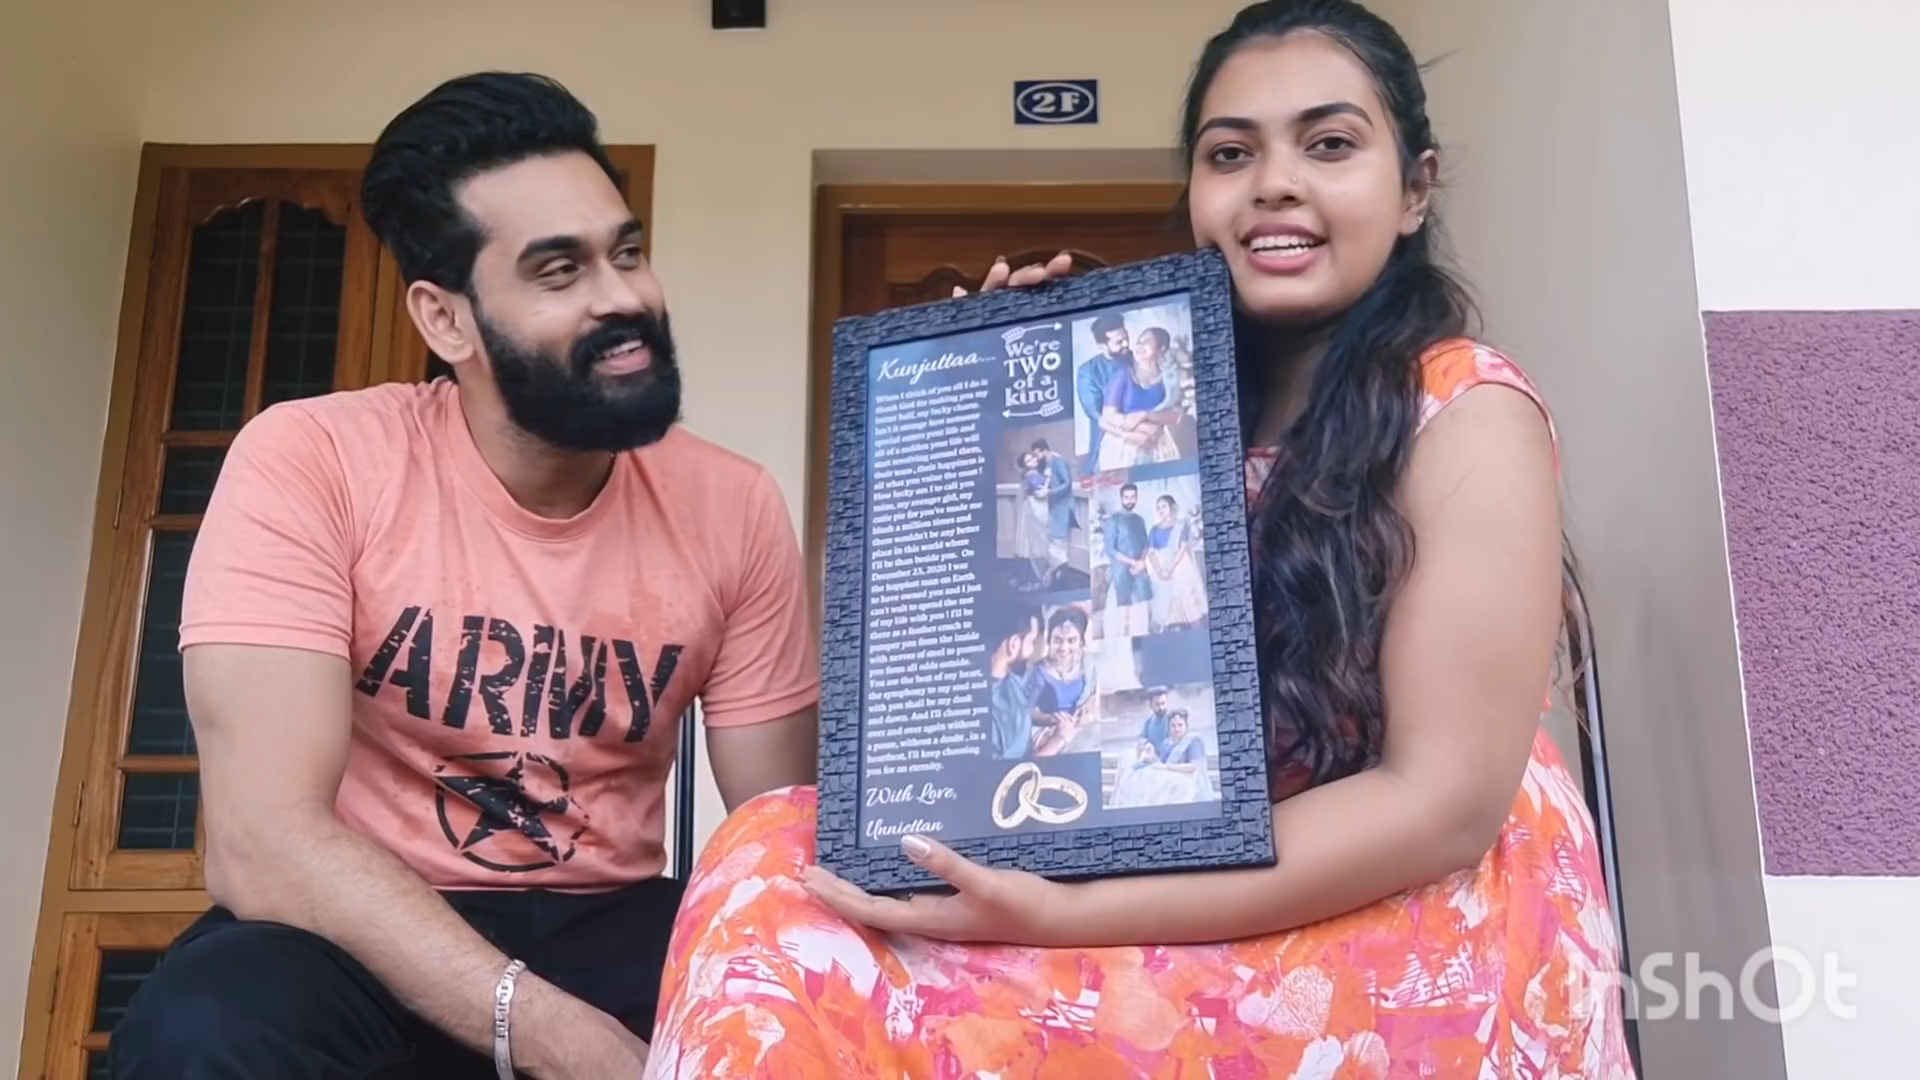 2F
Kunjuttaa...
We're
TWO
of a
kind
When I think of you all I do is
thank God for making you my
better half, my lucky charm.
Isn't it strange how someone
special enters your life and
all of a sudden your life will
start revolving around them,
their tears, their happiness is
all what you value the most !
How lucky am I to call you
mine, my avenger girl, my
cutie pie for you've made me
blush a million times and
there wouldn't be any better
place in this world where
I'll be than beside you. On
December 23, 2020 I was
the happiest man on Earth
to have owned you and I just
can't wait to spend the rest
of my life with you ! I'll be
there as a feather couch to
pamper you from the inside
with nerves of steel to protect
you from all odds outside.
You are the beat of my heart,
the symphony to my soul and
with you shall be my dusk
and dawn. And I'll choose you
over and over again without
a pause, without a doubt, in a
heartbeat, I'll keep choosing
you for an eternity.
With Love,
Unniettan
ARMY
InShOt